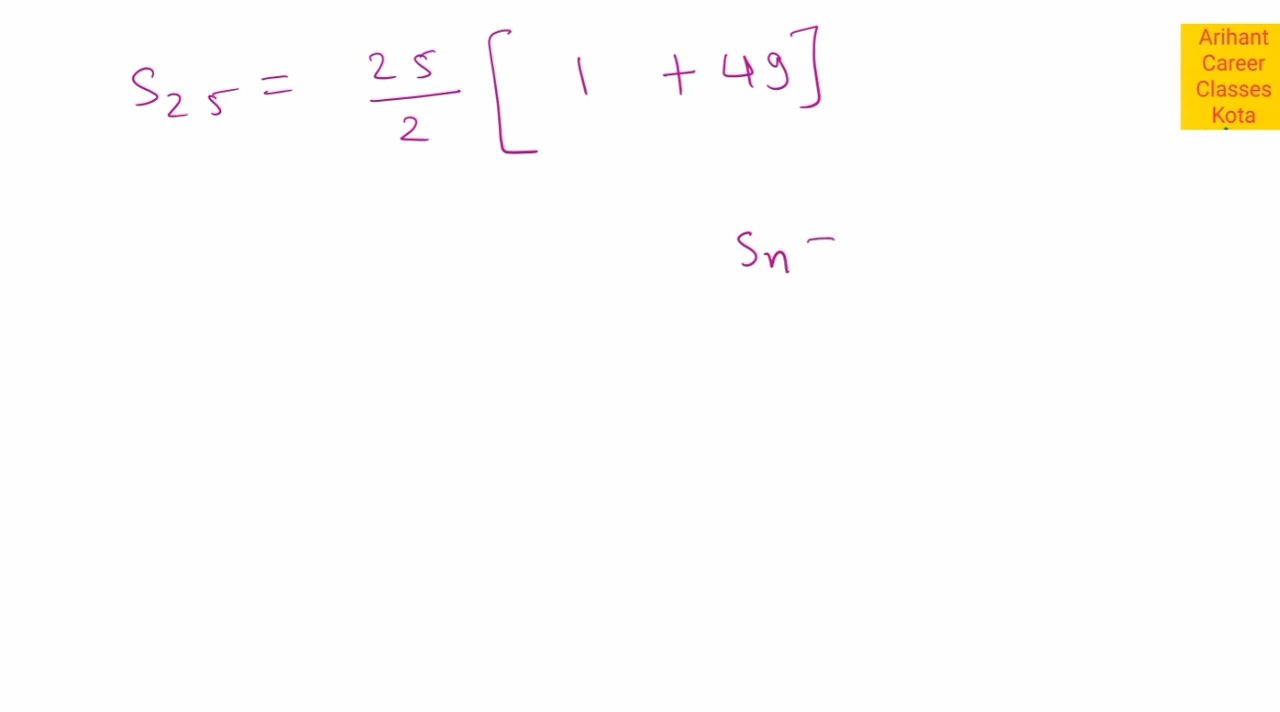 S₂₅ = 25/2 [ 1 + 49]
Sn -
Arihant
Career
Classes
Kota